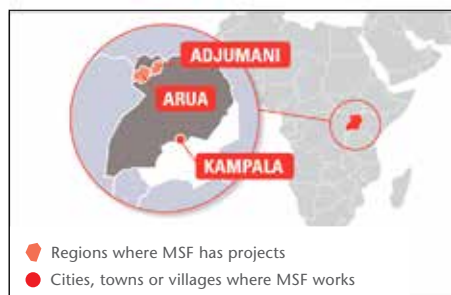 ADJUMANI
ARUA
KAMPALA
Regions where MSF has projects
Cities, towns or villages where MSF works